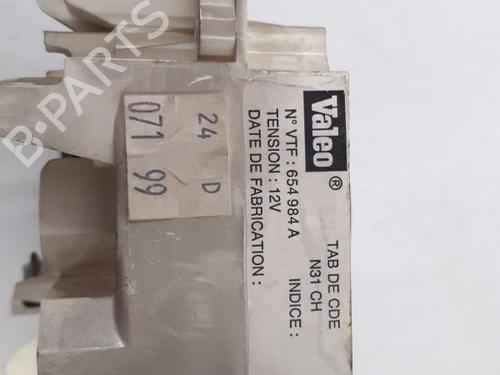 Valeo ®
TAB DE CDE
N31 CH
N° VTF : 654 984 A
TENSION : 12V
INDICE :
DATE DE FABRICATION :
24 D
071 99
B-PARTS